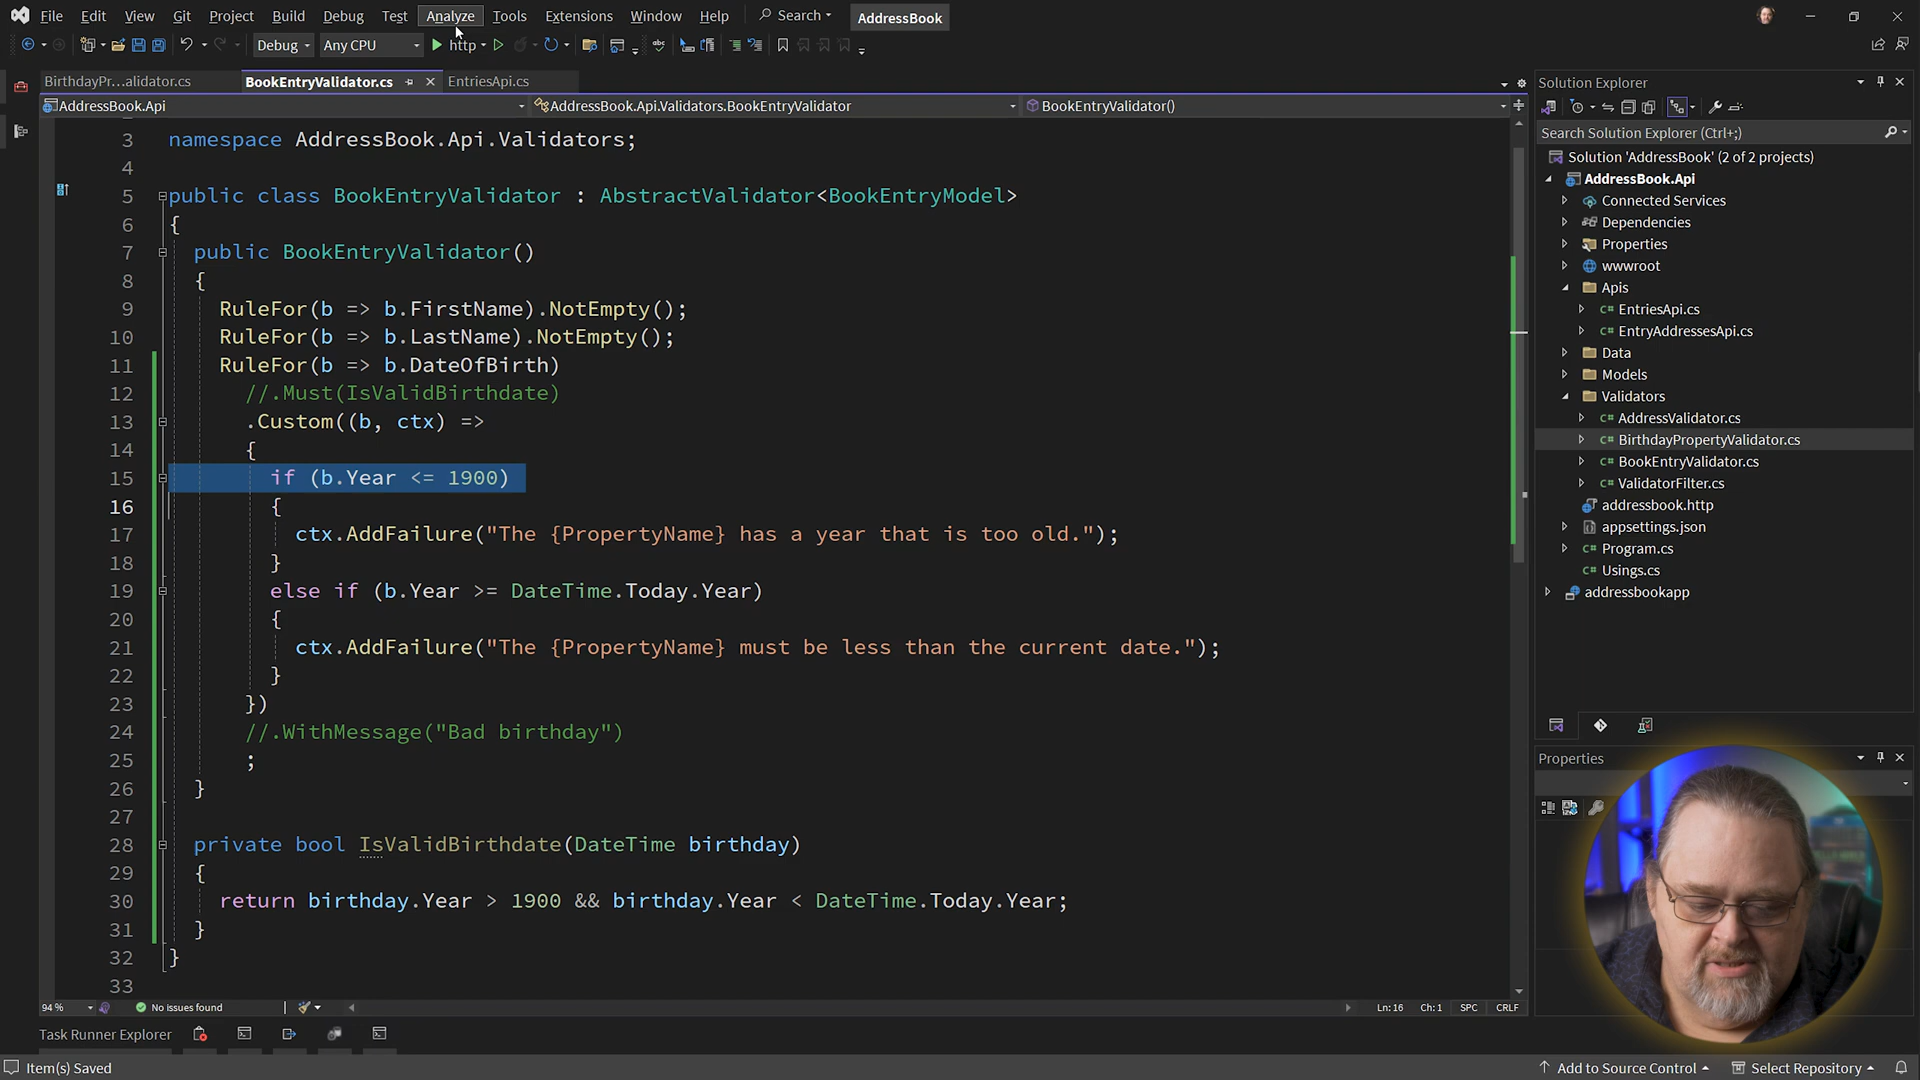 File Edit View Git Project Build Debug Test Analyze Tools Extensions Window Help Search AddressBook
Debug Any CPU http
BirthdayPr...alidator.cs BookEntryValidator.cs EntriesApi.cs
AddressBook.Api AddressBook.Api.Validators.BookEntryValidator BookEntryValidator()
3 namespace AddressBook.Api.Validators;
4
5 public class BookEntryValidator : AbstractValidator<BookEntryModel>
6 {
7 public BookEntryValidator()
8 {
9 RuleFor(b => b.FirstName).NotEmpty();
10 RuleFor(b => b.LastName).NotEmpty();
11 RuleFor(b => b.DateOfBirth)
12 //.Must(IsValidBirthdate)
13 .Custom((b, ctx) =>
14 {
15 if (b.Year <= 1900)
16 {
17 ctx.AddFailure("The {PropertyName} has a year that is too old.");
18 }
19 else if (b.Year >= DateTime.Today.Year)
20 {
21 ctx.AddFailure("The {PropertyName} must be less than the current date.");
22 }
23 })
24 //.WithMessage("Bad birthday")
25 ;
26 }
27
28 private bool IsValidBirthdate(DateTime birthday)
29 {
30 return birthday.Year > 1900 && birthday.Year < DateTime.Today.Year;
31 }
32 }
33
94 % No issues found Ln:16 Ch:1 SPC CRLF
Task Runner Explorer
Item(s) Saved Add to Source Control Select Repository
Solution Explorer
Search Solution Explorer (Ctrl+;)
Solution 'AddressBook' (2 of 2 projects)
AddressBook.Api
Connected Services
Dependencies
Properties
wwwroot
Apis
C# EntriesApi.cs
C# EntryAddressesApi.cs
Data
Models
Validators
C# AddressValidator.cs
C# BirthdayPropertyValidator.cs
C# BookEntryValidator.cs
C# ValidatorFilter.cs
addressbook.http
appsettings.json
C# Program.cs
C# Usings.cs
addressbookapp
Properties